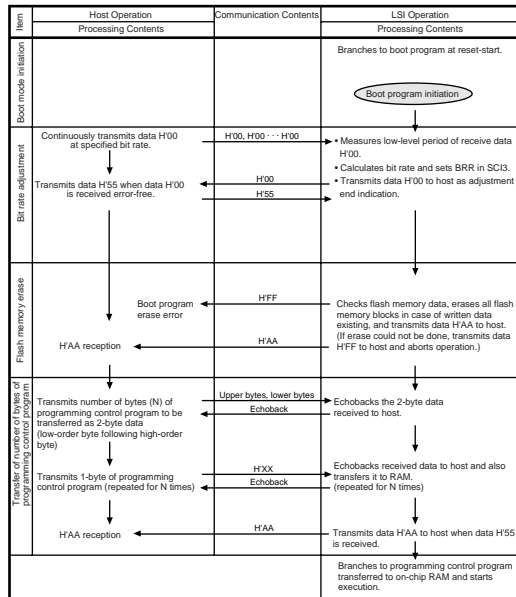 Item
Host Operation
Communication Contents
LSI Operation
Processing Contents
Processing Contents
Boot mode initiation
Branches to boot program at reset-start.
Boot program initiation
Bit rate adjustment
Continuously transmits data H'00
at specified bit rate.
H'00, H'00 · · · H'00
• Measures low-level period of receive data
H'00.
• Calculates bit rate and sets BRR in SCI3.
• Transmits data H'00 to host as adjustment
end indication.
H'00
Transmits data H'55 when data H'00
is received error-free.
H'55
Flash memory erase
Boot program
erase error
H'FF
Checks flash memory data, erases all flash
memory blocks in case of written data
existing, and transmits data H'AA to host.
(If erase could not be done, transmits data
H'FF to host and aborts operation.)
H'AA reception
H'AA
Transfer of number of bytes of
programming control program
Transmits number of bytes (N) of
programming control program to be
transferred as 2-byte data
(low-order byte following high-order
byte)
Upper bytes, lower bytes
Echoback
Echobacks the 2-byte data
received to host.
Transmits 1-byte of programming
control program (repeated for N times)
H'XX
Echoback
Echobacks received data to host and also
transfers it to RAM.
(repeated for N times)
H'AA reception
H'AA
Transmits data H'AA to host when data H'55
is received.
Branches to programming control program
transferred to on-chip RAM and starts
execution.